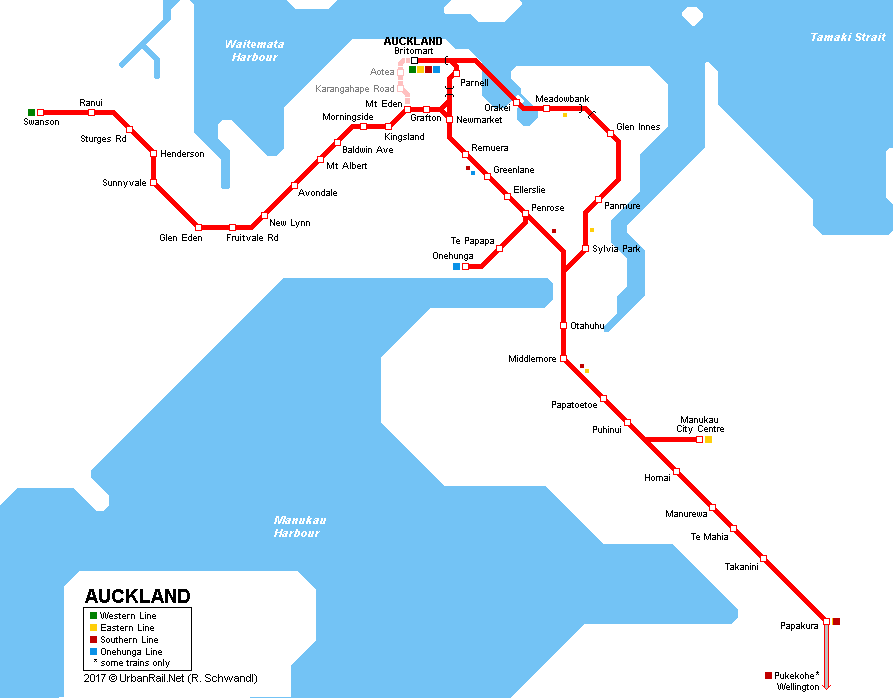 AUCKLAND
Britomart
Waitemata
Harbour
Tamaki Strait
Aotea
Karangahape Road
Parnell
Mt Eden
Grafton
Newmarket
Orakei
Meadowbank
Glen Innes
Swanson
Ranui
Sturges Rd
Henderson
Sunnyvale
Glen Eden
Fruitvale Rd
New Lynn
Avondale
Mt Albert
Baldwin Ave
Morningside
Kingsland
Remuera
Greenlane
Ellerslie
Penrose
Te Papapa
Onehunga
Panmure
Sylvia Park
Otahuhu
Middlemore
Papatoetoe
Puhinui
Manukau
City Centre
Homai
Manurewa
Te Mahia
Takanini
Papakura
Pukekohe*
Wellington
Manukau
Harbour
AUCKLAND
Western Line
Eastern Line
Southern Line
Onehunga Line
* some trains only
2017 © UrbanRail.Net (R. Schwandl)